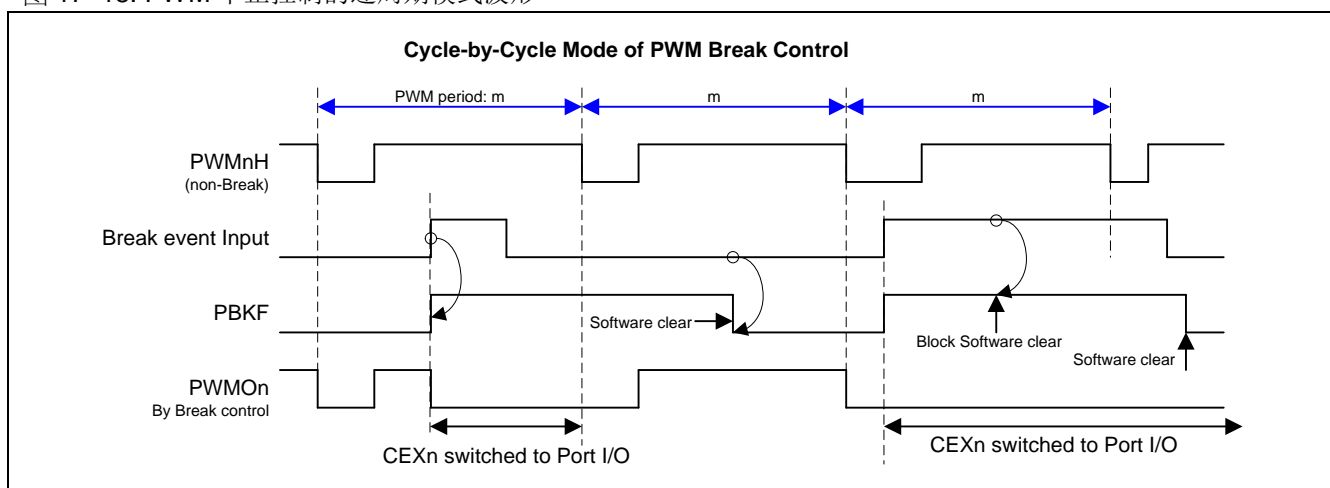 Cycle-by-Cycle Mode of PWM Break Control
PWM period: m
m
m
PWMnH
(non-Break)
Break event Input
PBKF
Software clear
Block Software clear
Software clear
PWMOn
By Break control
CEXn switched to Port I/O
CEXn switched to Port I/O